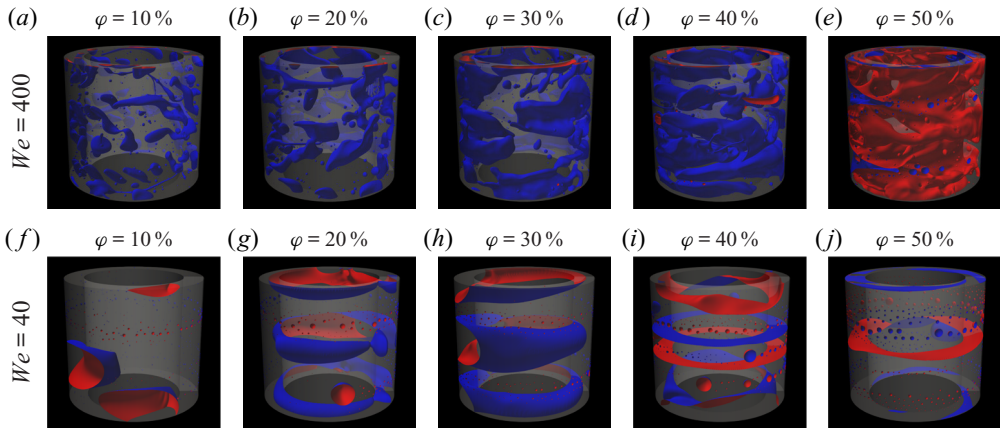 (a) φ = 10 % (b) φ = 20 % (c) φ = 30 % (d) φ = 40 % (e) φ = 50 %
We = 400
(f) φ = 10 % (g) φ = 20 % (h) φ = 30 % (i) φ = 40 % (j) φ = 50 %
We = 40